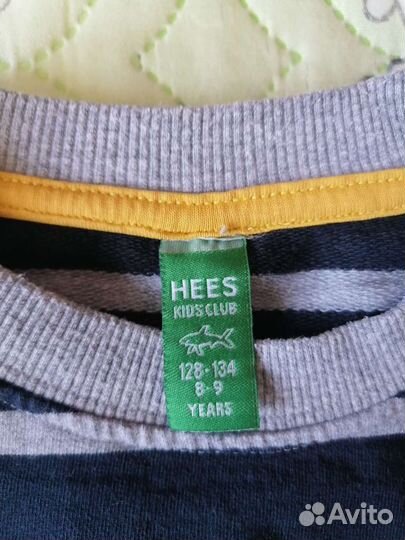 HEES
KIDS CLUB
128-134
8-9
YEARS
Avito